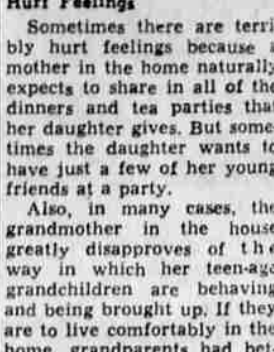 Hurt Feelings
Sometimes there are terri-
bly hurt feelings because
mother in the home naturally
expects to share in all of the
dinners and tea parties that
her daughter gives. But some-
times the daughter wants to
have just a few of her young
friends at a party.
Also, in many cases, the
grandmother in the house
greatly disapproves of the
way in which her teen-age
grandchildren are behaving
and being brought up. If they
are to live comfortably in the
home, grandparents had